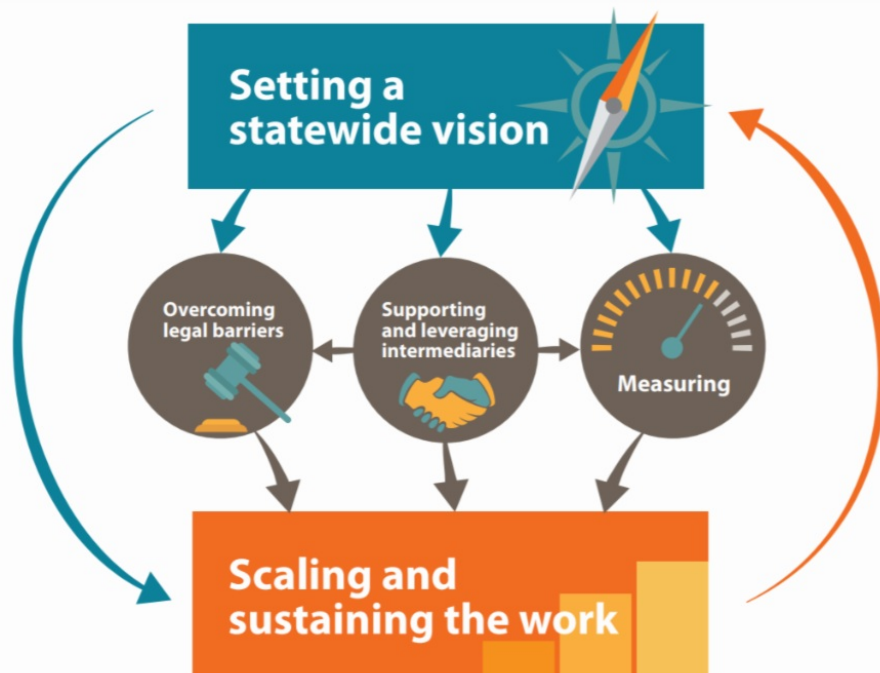 Setting a
statewide vision
Overcoming
legal barriers
Supporting
and leveraging
intermediaries
Measuring
Scaling and
sustaining the work